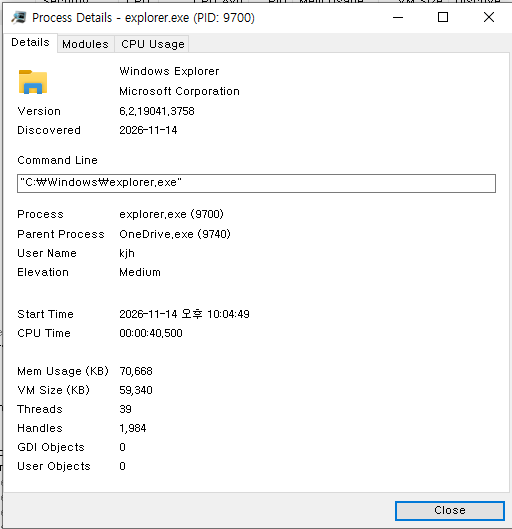 Process Details - explorer.exe (PID: 9700)
Details Modules CPU Usage
Windows Explorer
Microsoft Corporation
Version 6.2.19041.3758
Discovered 2026-11-14
Command Line
"C:₩Windows₩explorer.exe"
Process explorer.exe (9700)
Parent Process OneDrive.exe (9740)
User Name kjh
Elevation Medium
Start Time 2026-11-14 오후 10:04:49
CPU Time 00:00:40.500
Mem Usage (KB) 70,668
VM Size (KB) 59,340
Threads 39
Handles 1,984
GDI Objects 0
User Objects 0
Close